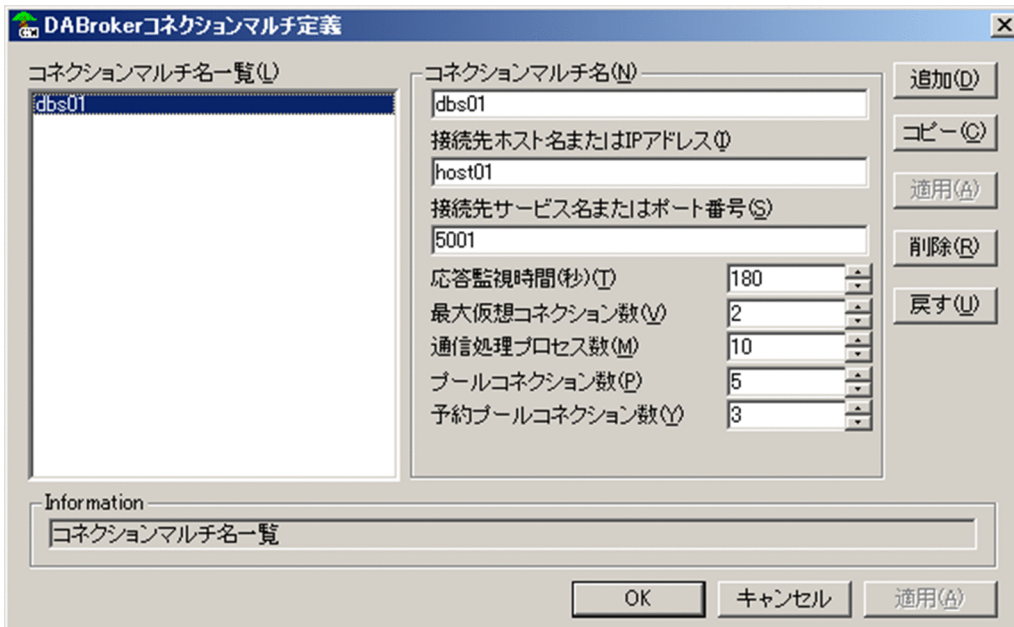 DABrokerコネクションマルチ定義
コネクションマルチ名一覧(L)
dbs01
コネクションマルチ名(N)
dbs01
接続先ホスト名またはIPアドレス(I)
host01
接続先サービス名またはポート番号(S)
5001
応答監視時間(秒)(T) 180
最大仮想コネクション数(V) 2
通信処理プロセス数(M) 10
プールコネクション数(P) 5
予約プールコネクション数(Y) 3
追加(D)
コピー(C)
適用(A)
削除(R)
戻す(U)
Information
コネクションマルチ名一覧
OK キャンセル 適用(A)